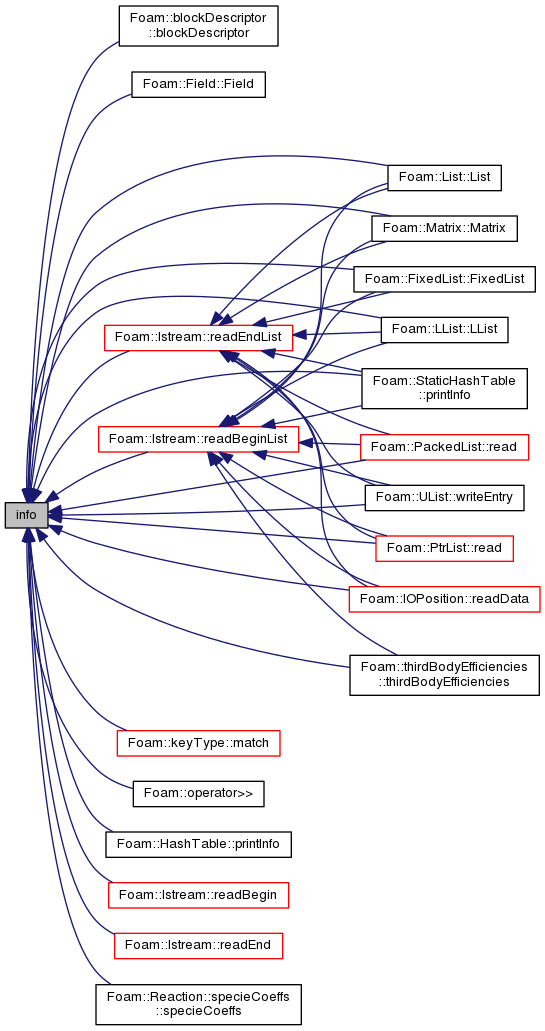 Foam::blockDescriptor
::blockDescriptor
Foam::Field::Field
Foam::List::List
Foam::Matrix::Matrix
Foam::FixedList::FixedList
Foam::LList::LList
Foam::Istream::readEndList
Foam::StaticHashTable
::printInfo
Foam::Istream::readBeginList
Foam::PackedList::read
Foam::UList::writeEntry
info
Foam::PtrList::read
Foam::IOPosition::readData
Foam::thirdBodyEfficiencies
::thirdBodyEfficiencies
Foam::keyType::match
Foam::operator>>
Foam::HashTable::printInfo
Foam::Istream::readBegin
Foam::Istream::readEnd
Foam::Reaction::specieCoeffs
::specieCoeffs